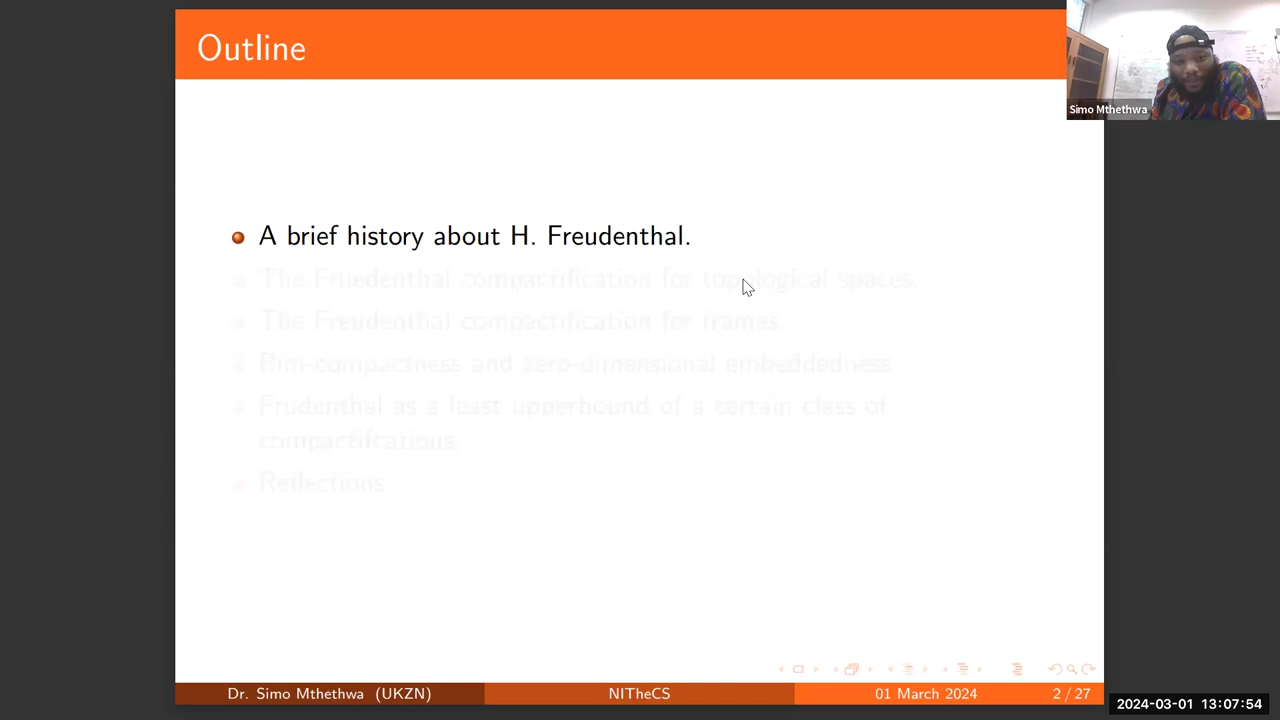 Outline
Simo Mthethwa
A brief history about H. Freudenthal.
The Fruedenthal compactification for topological spaces.
The Freudenthal compactification for frames.
Rim-compactness and zero-dimensional embeddedness
Frudenthal as a least upperbound of a certain class of
compactifications.
Reflections
Dr. Simo Mthethwa (UKZN)
NITheCS
01 March 2024
2 / 27
2024-03-01 13:07:54